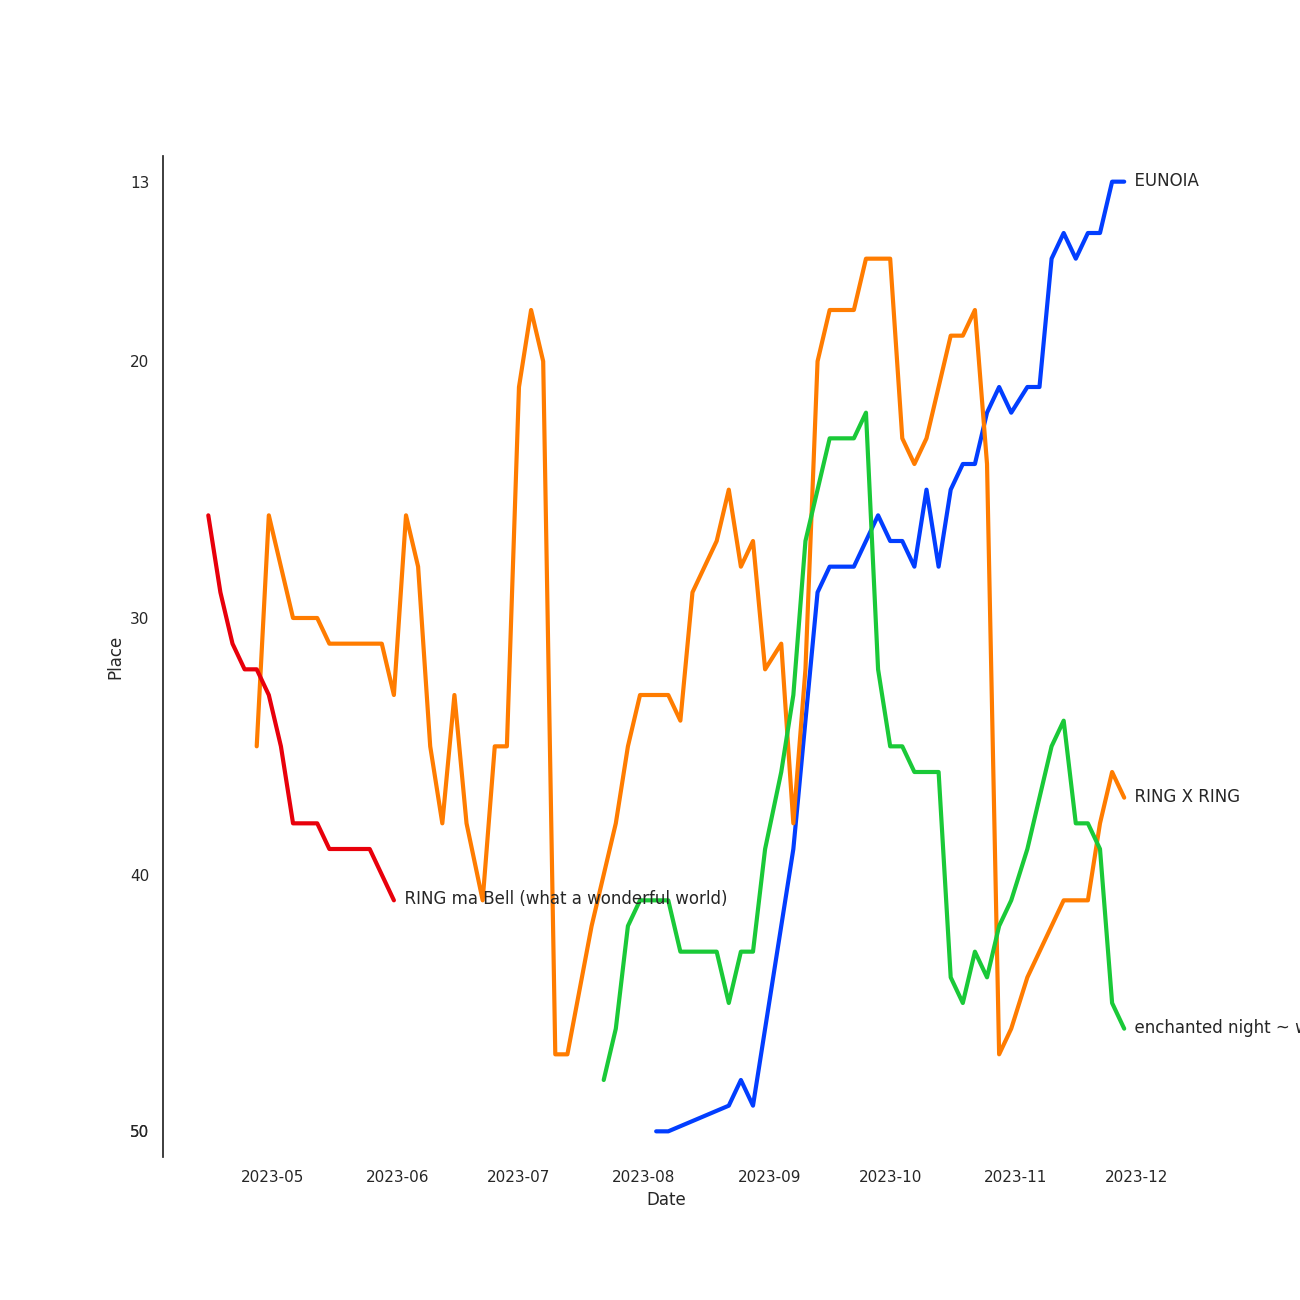 13
EUNOIA
20
30
Place
RING X RING
40
RING ma Bell (what a wonderful world)
enchanted night ~
50
2023-05 2023-06 2023-07 2023-08 2023-09 2023-10 2023-11 2023-12
Date